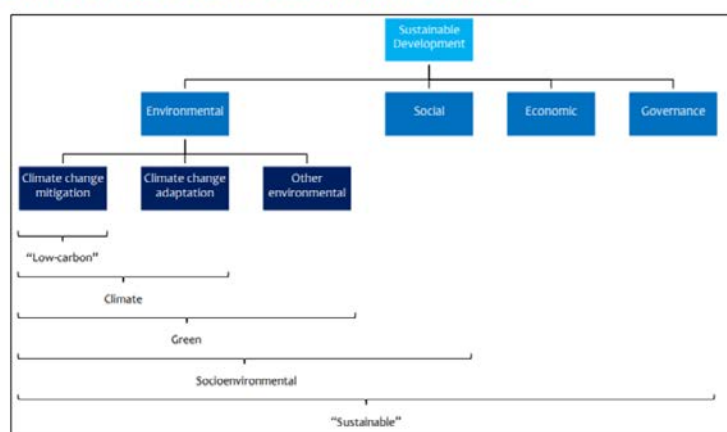 Sustainable
Development
Environmental
Social
Economic
Governance
Climate change
mitigation
Climate change
adaptation
Other
environmental
“Low-carbon”
Climate
Green
Socioenvironmental
“Sustainable”